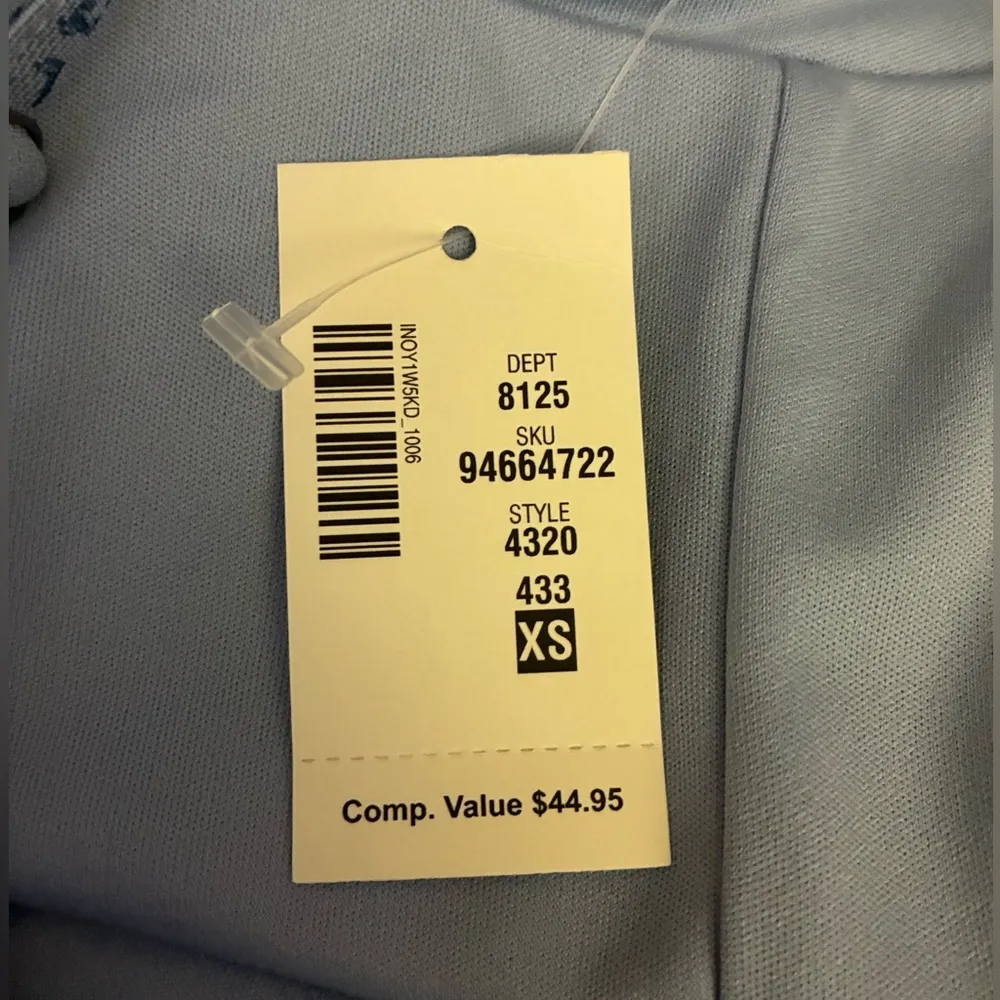 INOY1W5KD_1006
DEPT
8125
SKU
94664722
STYLE
4320
433
XS
Comp. Value $44.95